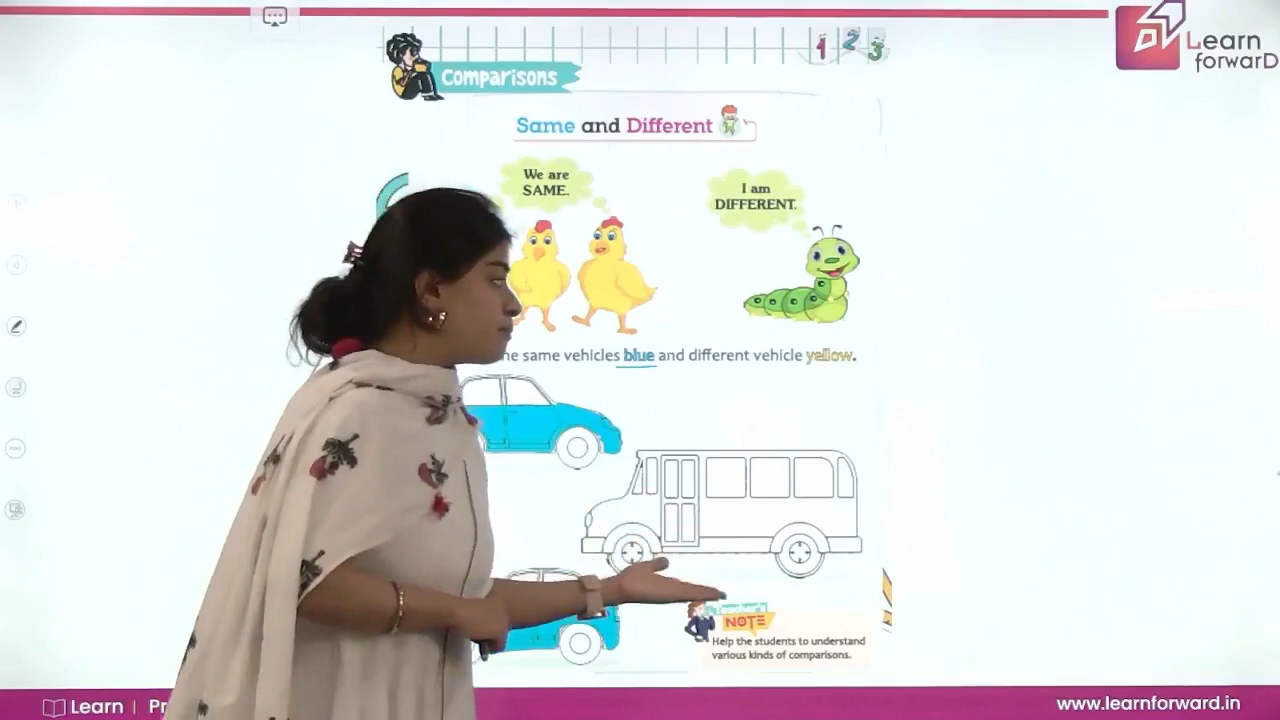 1 2 3
Learn
forwarD
Comparisons
Same and Different
We are
SAME.
I am
DIFFERENT.
same vehicles blue and different vehicle yellow.
NOTE
Help the students to understand
various kinds of comparisons.
Learn |
www.learnforward.in